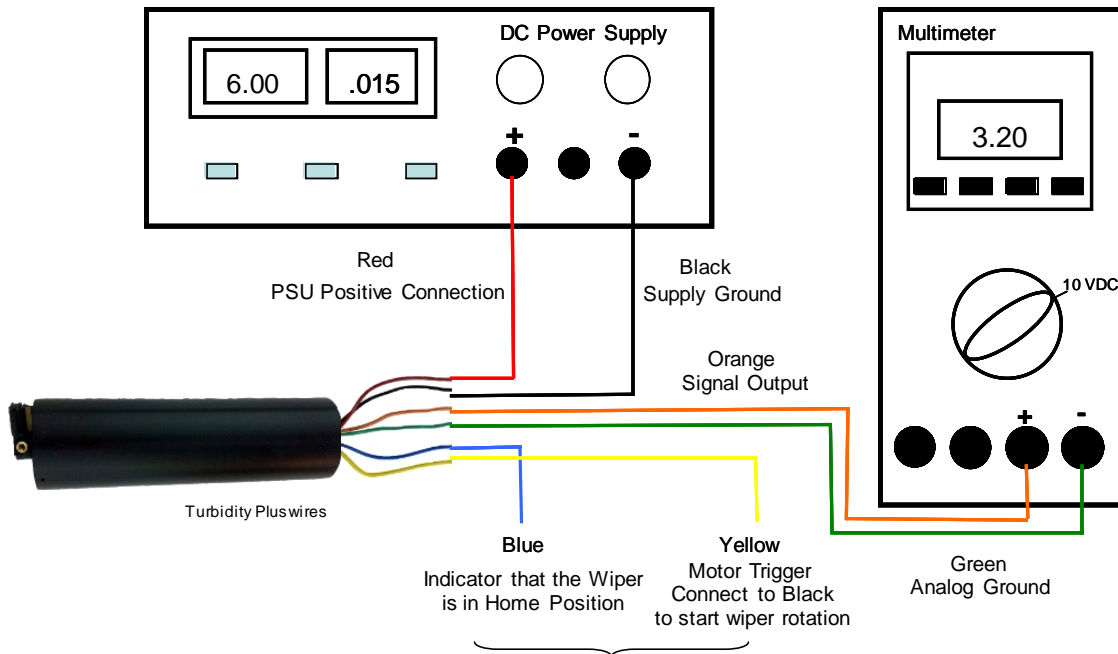 DC Power Supply
6.00
.015
+
-
Multimeter
3.20
10 VDC
+
-
Red
PSU Positive Connection
Black
Supply Ground
Orange
Signal Output
Turbidity Plus wires
Blue
Indicator that the Wiper
is in Home Position
Yellow
Motor Trigger
Connect to Black
to start wiper rotation
Green
Analog Ground